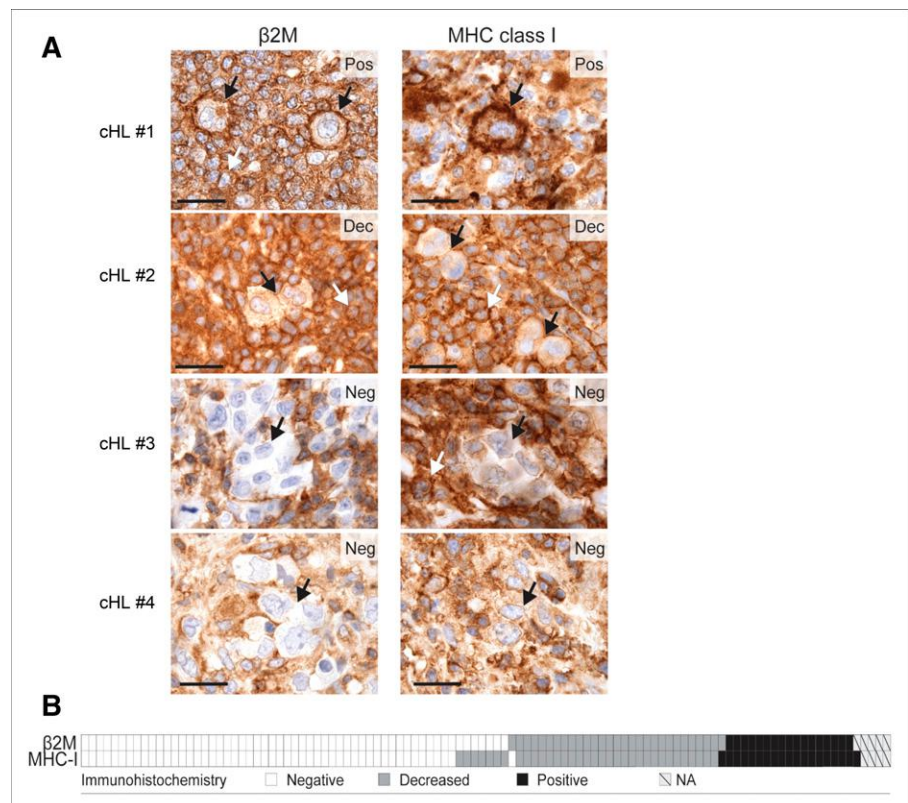 A
β2M MHC class I
Pos Pos
cHL #1
Dec Dec
cHL #2
Neg Neg
cHL #3
Neg Neg
cHL #4
B
β2M
MHC-I
Immunohistochemistry Negative Decreased Positive NA